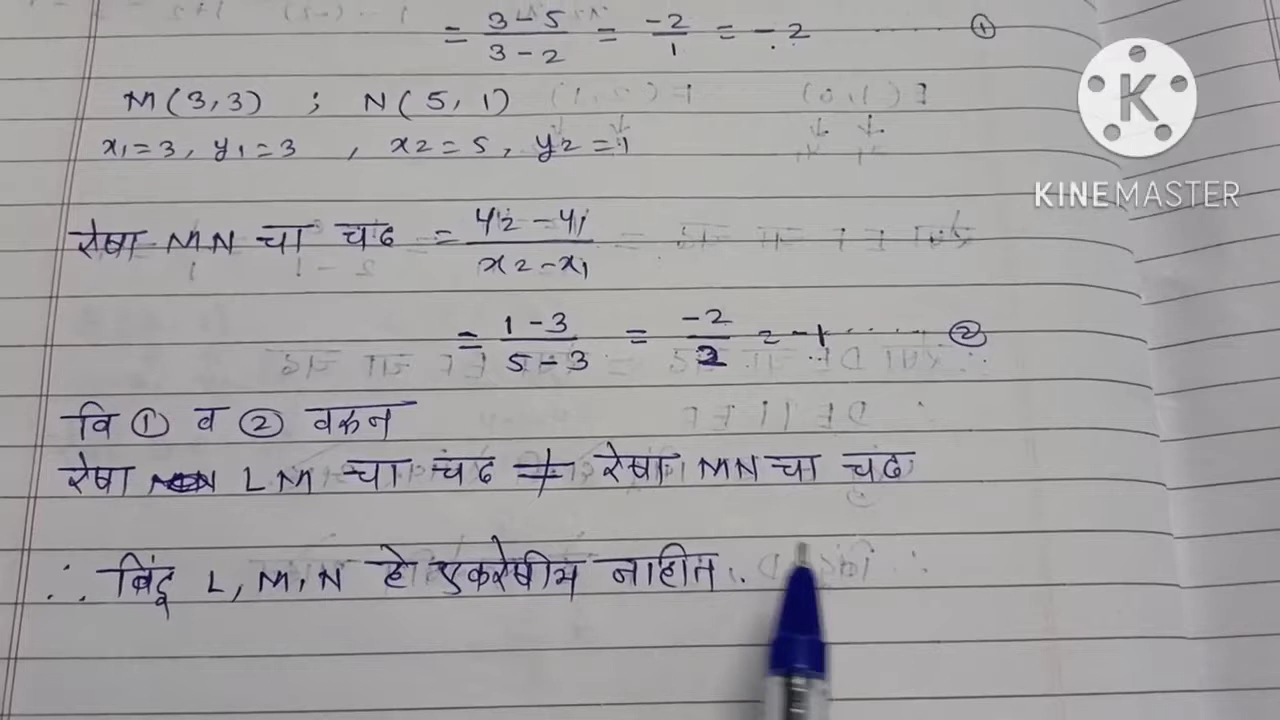 = 3-5 / 3-2 = -2/1 = -2 ........ ①
M(3,3) ; N(5,1)
x1=3, y1=3 , x2=5, y2=1
रेषा MN चा चढ = y2-y1 / x2-x1
= 1-3 / 5-3 = -2/2 = -1 ........ ②
वि ① व ② वरून
रेषा LM चा चढ ≠ रेषा MN चा चढ
∴ बिंदू L, M, N हे एकरेषीय नाहीत.
K
KINEMASTER